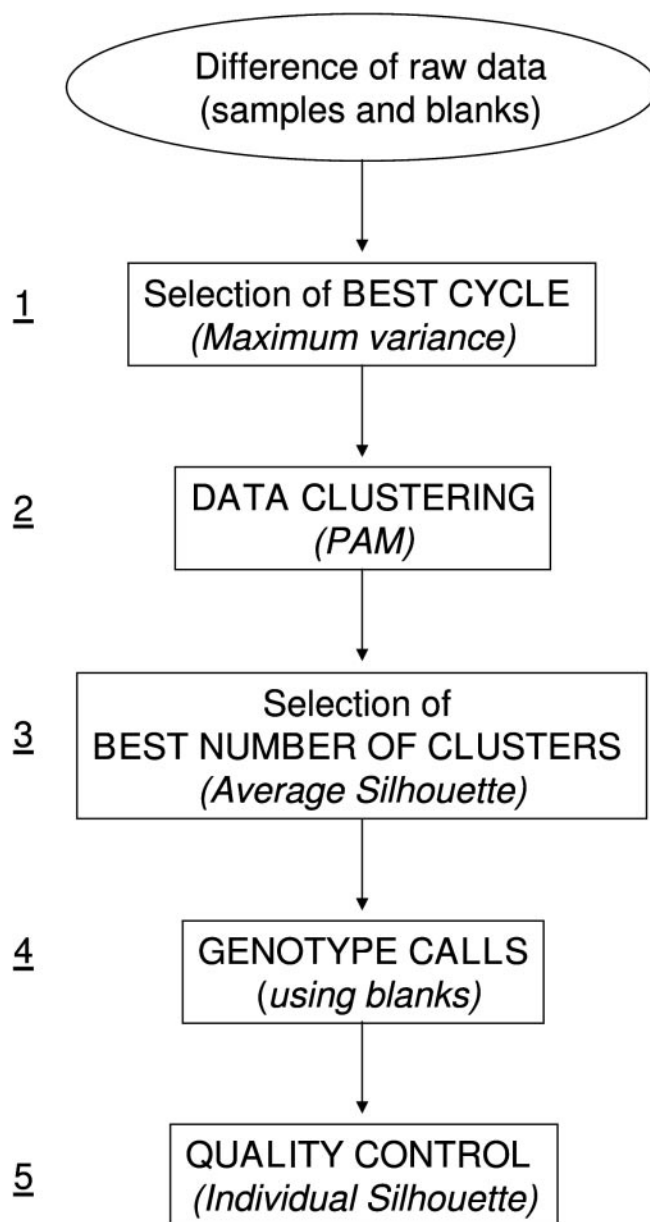 Difference of raw data
(samples and blanks)
1
Selection of BEST CYCLE
(Maximum variance)
2
DATA CLUSTERING
(PAM)
3
Selection of
BEST NUMBER OF CLUSTERS
(Average Silhouette)
4
GENOTYPE CALLS
(using blanks)
5
QUALITY CONTROL
(Individual Silhouette)